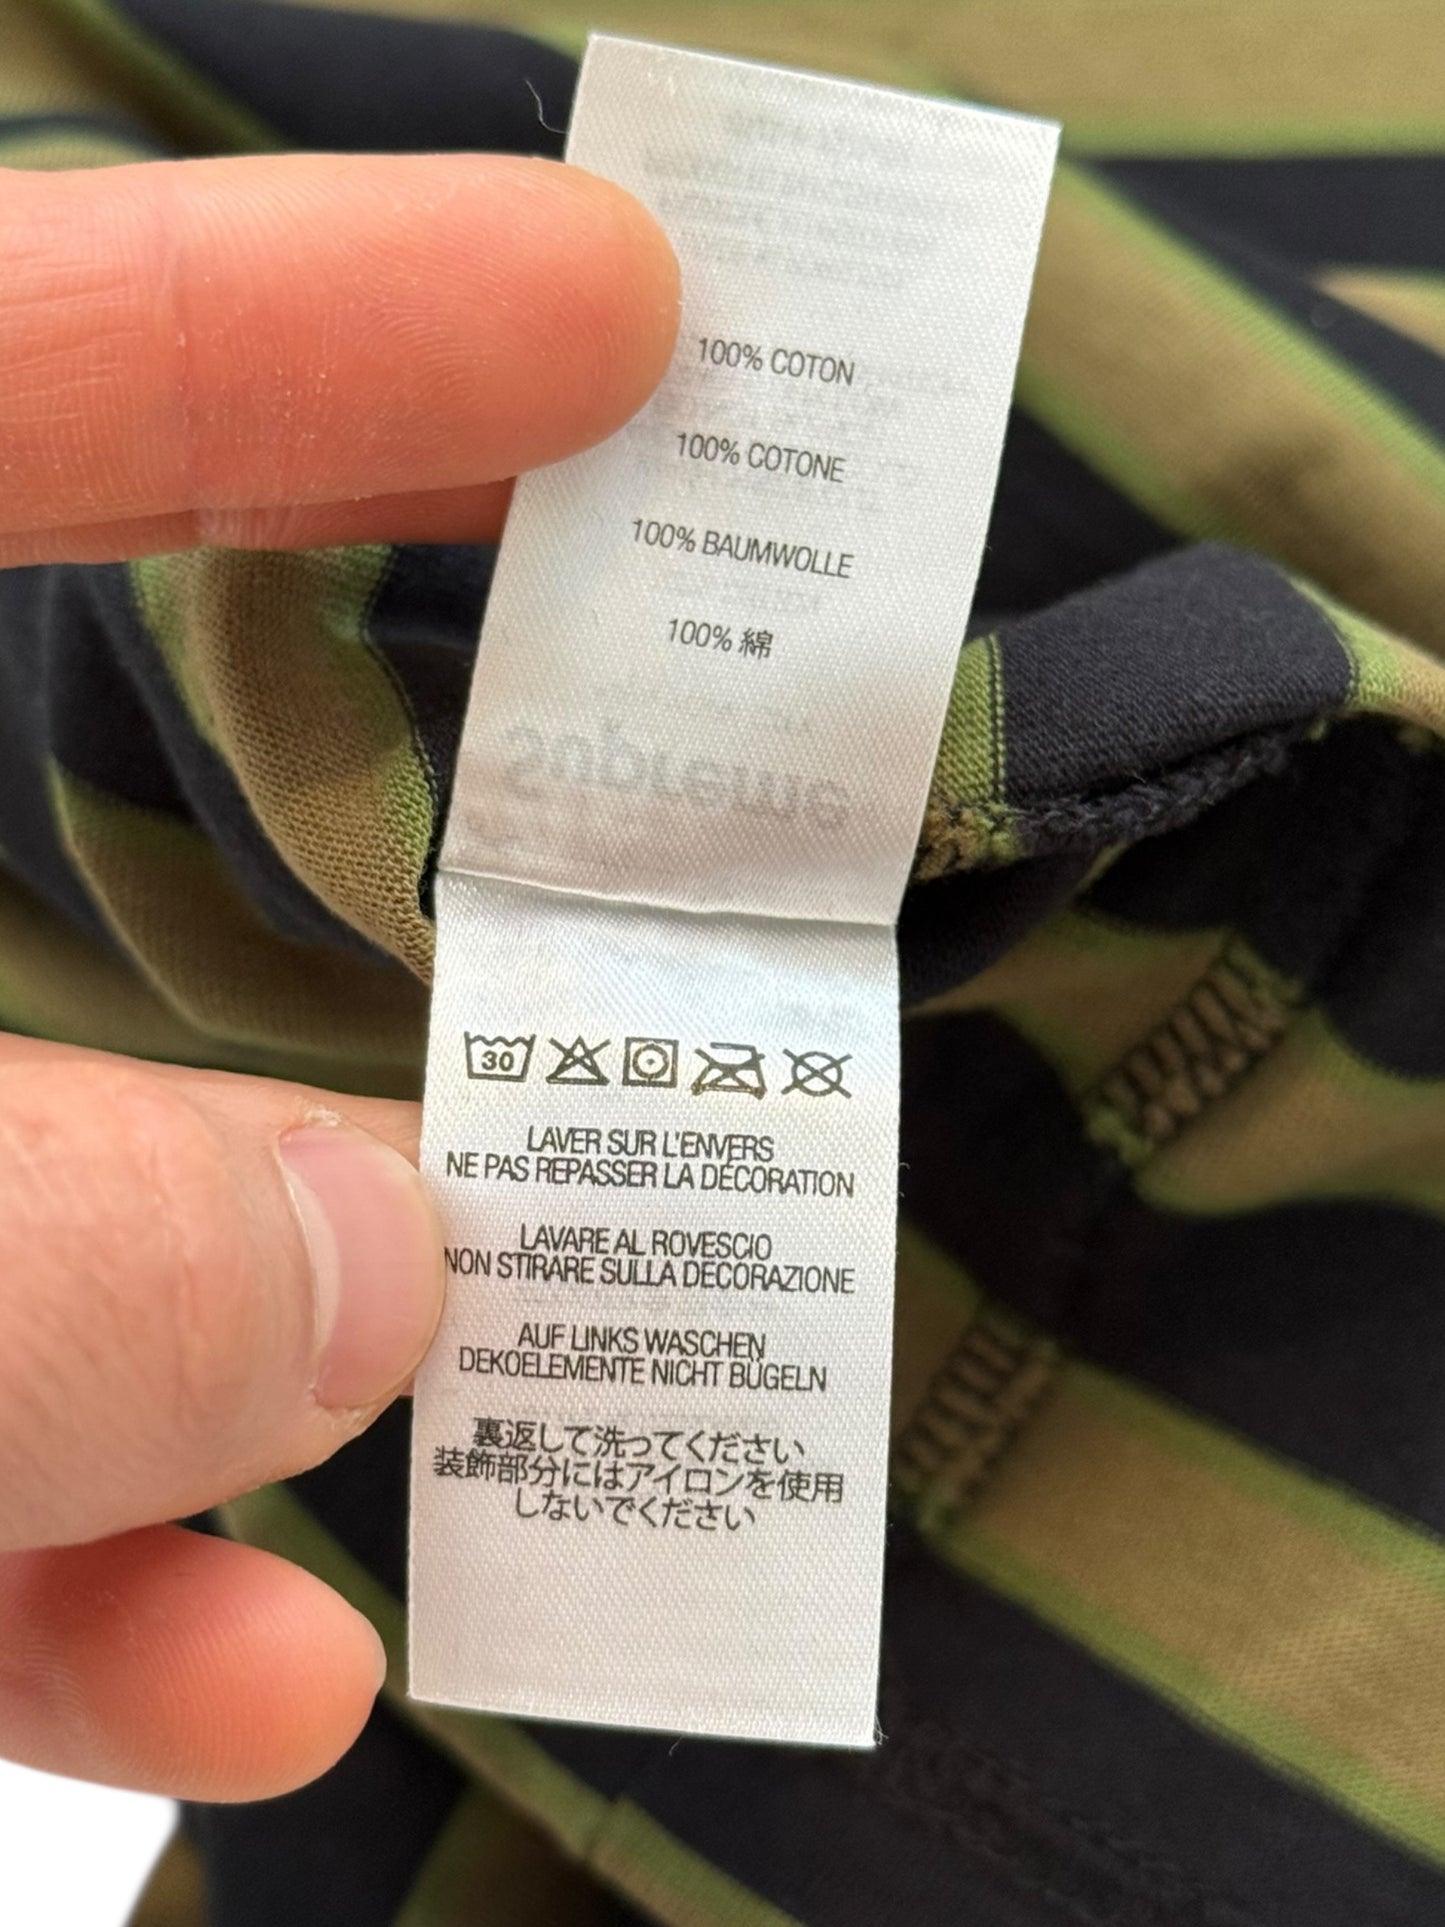 100% COTON
100% COTONE
100% BAUMWOLLE
100% 綿
Supreme
30
LAVER SUR L'ENVERS
NE PAS REPASSER LA DÉCORATION
LAVARE AL ROVESCIO
NON STIRARE SULLA DECORAZIONE
AUF LINKS WASCHEN
DEKOELEMENTE NICHT BÜGELN
裏返して洗ってください
装飾部分にはアイロンを使用
しないでください